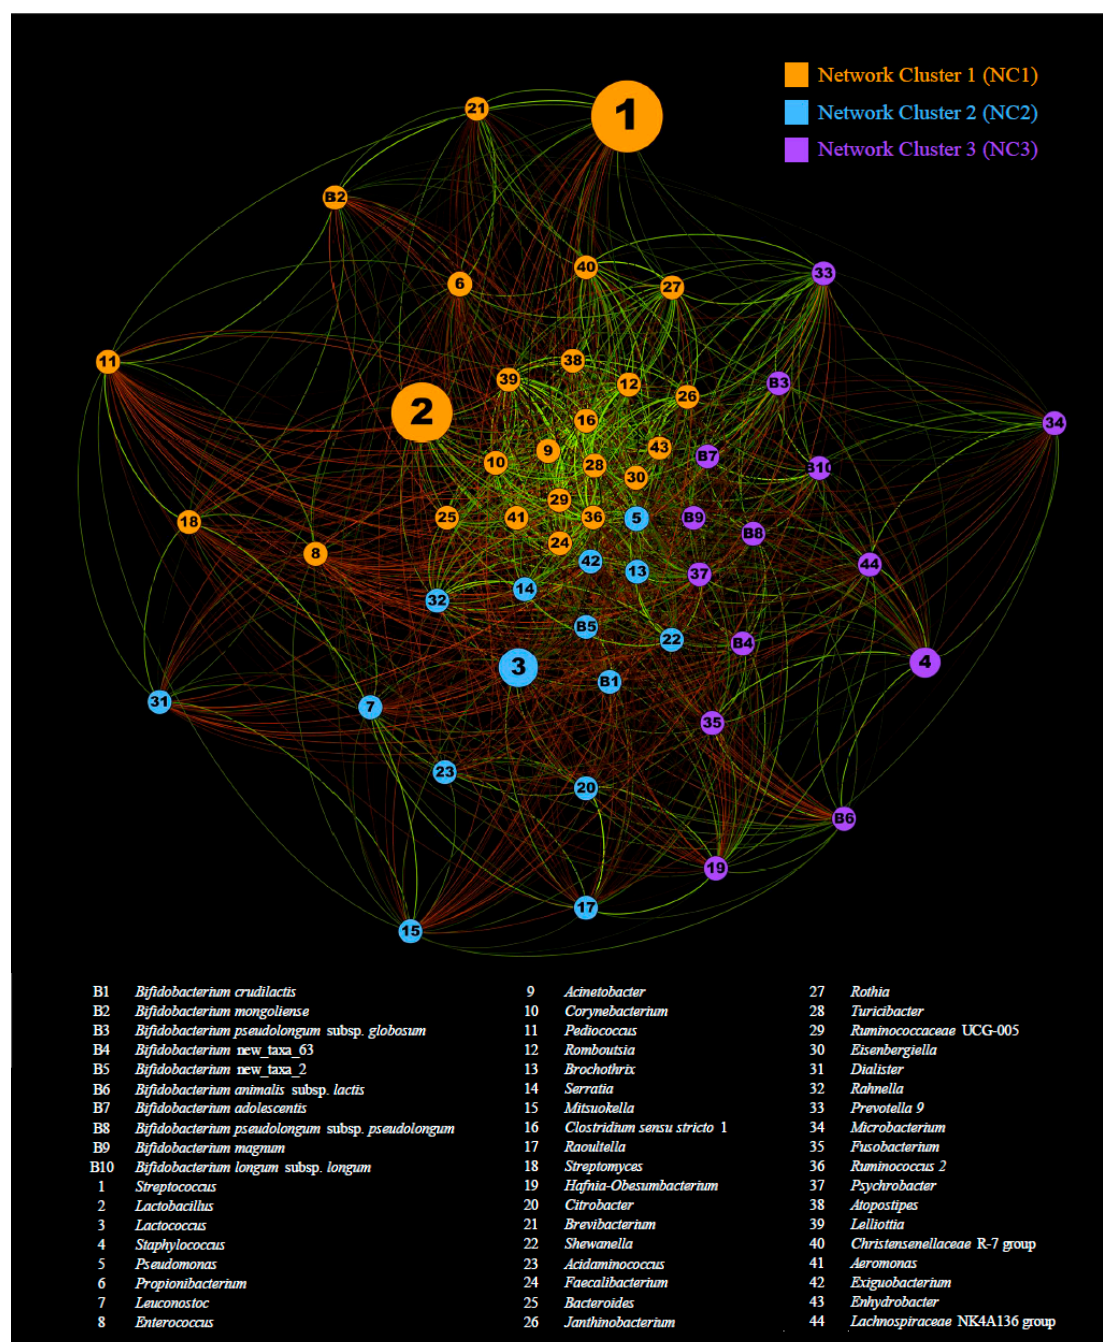 Network Cluster 1 (NC1)
Network Cluster 2 (NC2)
Network Cluster 3 (NC3)
1
21
B2
40
33
27
6
11
38
39
12
B3
26
2
16
34
43
9
B7
10
28
B10
30
29
25
41
36
5
B9
18
24
B8
8
42
13
37
44
14
32
B5
22
B4
3
4
B1
31
7
35
23
20
B6
19
17
15
B1 Bifidobacterium crudilactis
B2 Bifidobacterium mongoliense
B3 Bifidobacterium pseudolongum subsp. globosum
B4 Bifidobacterium new_taxa_63
B5 Bifidobacterium new_taxa_2
B6 Bifidobacterium animalis subsp. lactis
B7 Bifidobacterium adolescentis
B8 Bifidobacterium pseudolongum subsp. pseudolongum
B9 Bifidobacterium magnum
B10 Bifidobacterium longum subsp. longum
1 Streptococcus
2 Lactobacillus
3 Lactococcus
4 Staphylococcus
5 Pseudomonas
6 Propionibacterium
7 Leuconostoc
8 Enterococcus
9 Acinetobacter
10 Corynebacterium
11 Pediococcus
12 Romboutsia
13 Brochothrix
14 Serratia
15 Mitsuokella
16 Clostridium sensu stricto 1
17 Raoultella
18 Streptomyces
19 Hafnia-Obesumbacterium
20 Citrobacter
21 Brevibacterium
22 Shewanella
23 Acidaminococcus
24 Faecalibacterium
25 Bacteroides
26 Janthinobacterium
27 Rothia
28 Turicibacter
29 Ruminococcaceae UCG-005
30 Eisenbergiella
31 Dialister
32 Rahnella
33 Prevotella 9
34 Microbacterium
35 Fusobacterium
36 Ruminococcus 2
37 Psychrobacter
38 Atopostipes
39 Lelliottia
40 Christensenellaceae R-7 group
41 Aeromonas
42 Exiguobacterium
43 Enhydrobacter
44 Lachnospiraceae NK4A136 group